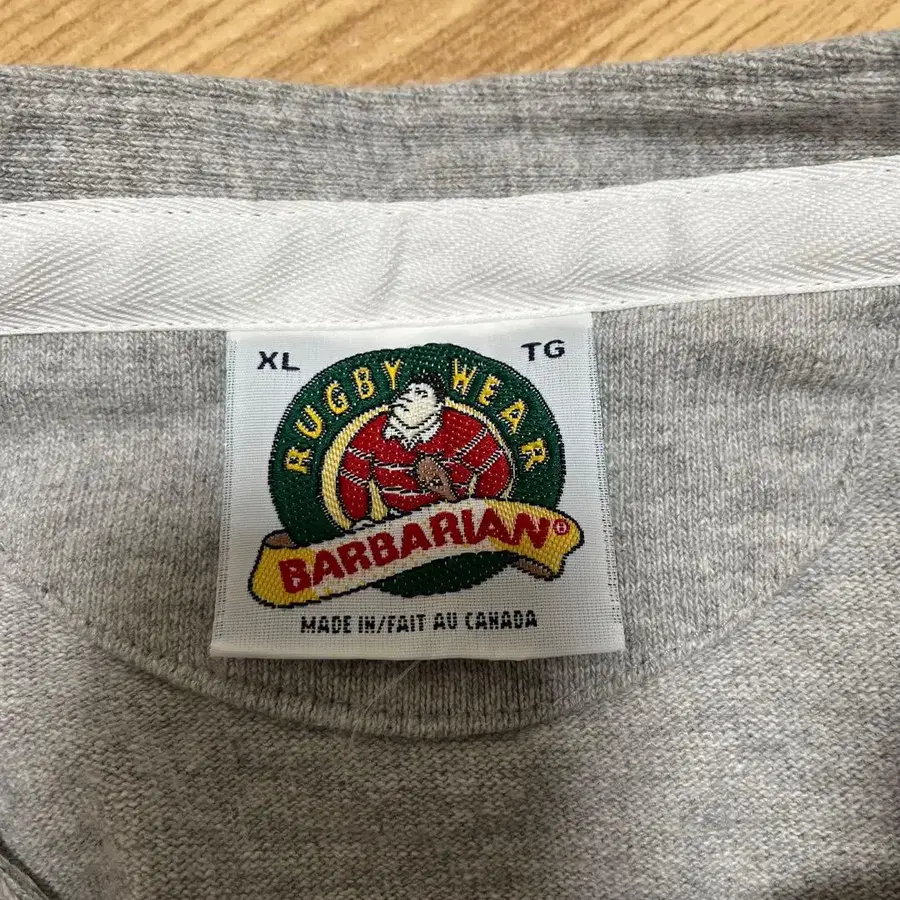 XL TG
RUGBY WEAR
BARBARIAN®
MADE IN/FAIT AU CANADA